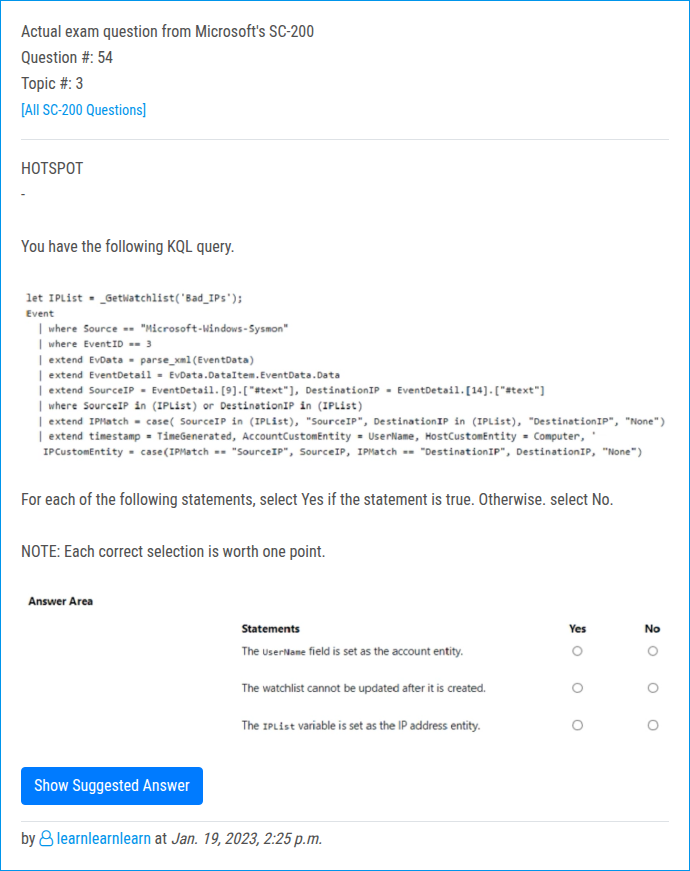 Actual exam question from Microsoft's SC-200
Question #: 54
Topic #: 3
[All SC-200 Questions]
HOTSPOT
-
You have the following KQL query.
let IPList = _GetWatchlist('Bad_IPs');
Event
| where Source == "Microsoft-Windows-Sysmon"
| where EventID == 3
| extend EvData = parse_xml(EventData)
| extend EventDetail = EvData.DataItem.EventData.Data
| extend SourceIP = EventDetail.[9].["#text"], DestinationIP = EventDetail.[14].["#text"]
| where SourceIP in (IPList) or DestinationIP in (IPList)
| extend IPMatch = case( SourceIP in (IPList), "SourceIP", DestinationIP in (IPList), "DestinationIP", "None")
| extend timestamp = TimeGenerated, AccountCustomEntity = UserName, HostCustomEntity = Computer, '
IPCustomEntity = case(IPMatch == "SourceIP", SourceIP, IPMatch == "DestinationIP", DestinationIP, "None")
For each of the following statements, select Yes if the statement is true. Otherwise. select No.
NOTE: Each correct selection is worth one point.
Answer Area
Statements Yes No
The UserName field is set as the account entity.
The watchlist cannot be updated after it is created.
The IPList variable is set as the IP address entity.
Show Suggested Answer
by learnlearnlearn at Jan. 19, 2023, 2:25 p.m.